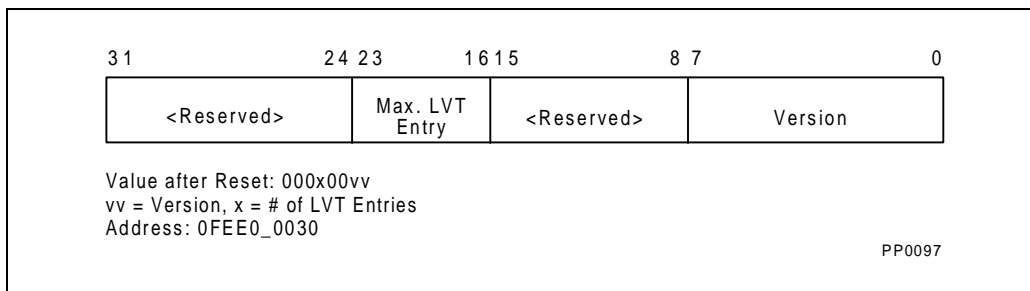 31 24 23 16 15 8 7 0
<Reserved> Max. LVT Entry <Reserved> Version
Value after Reset: 000x00vv
vv = Version, x = # of LVT Entries
Address: 0FEE0_0030
PP0097